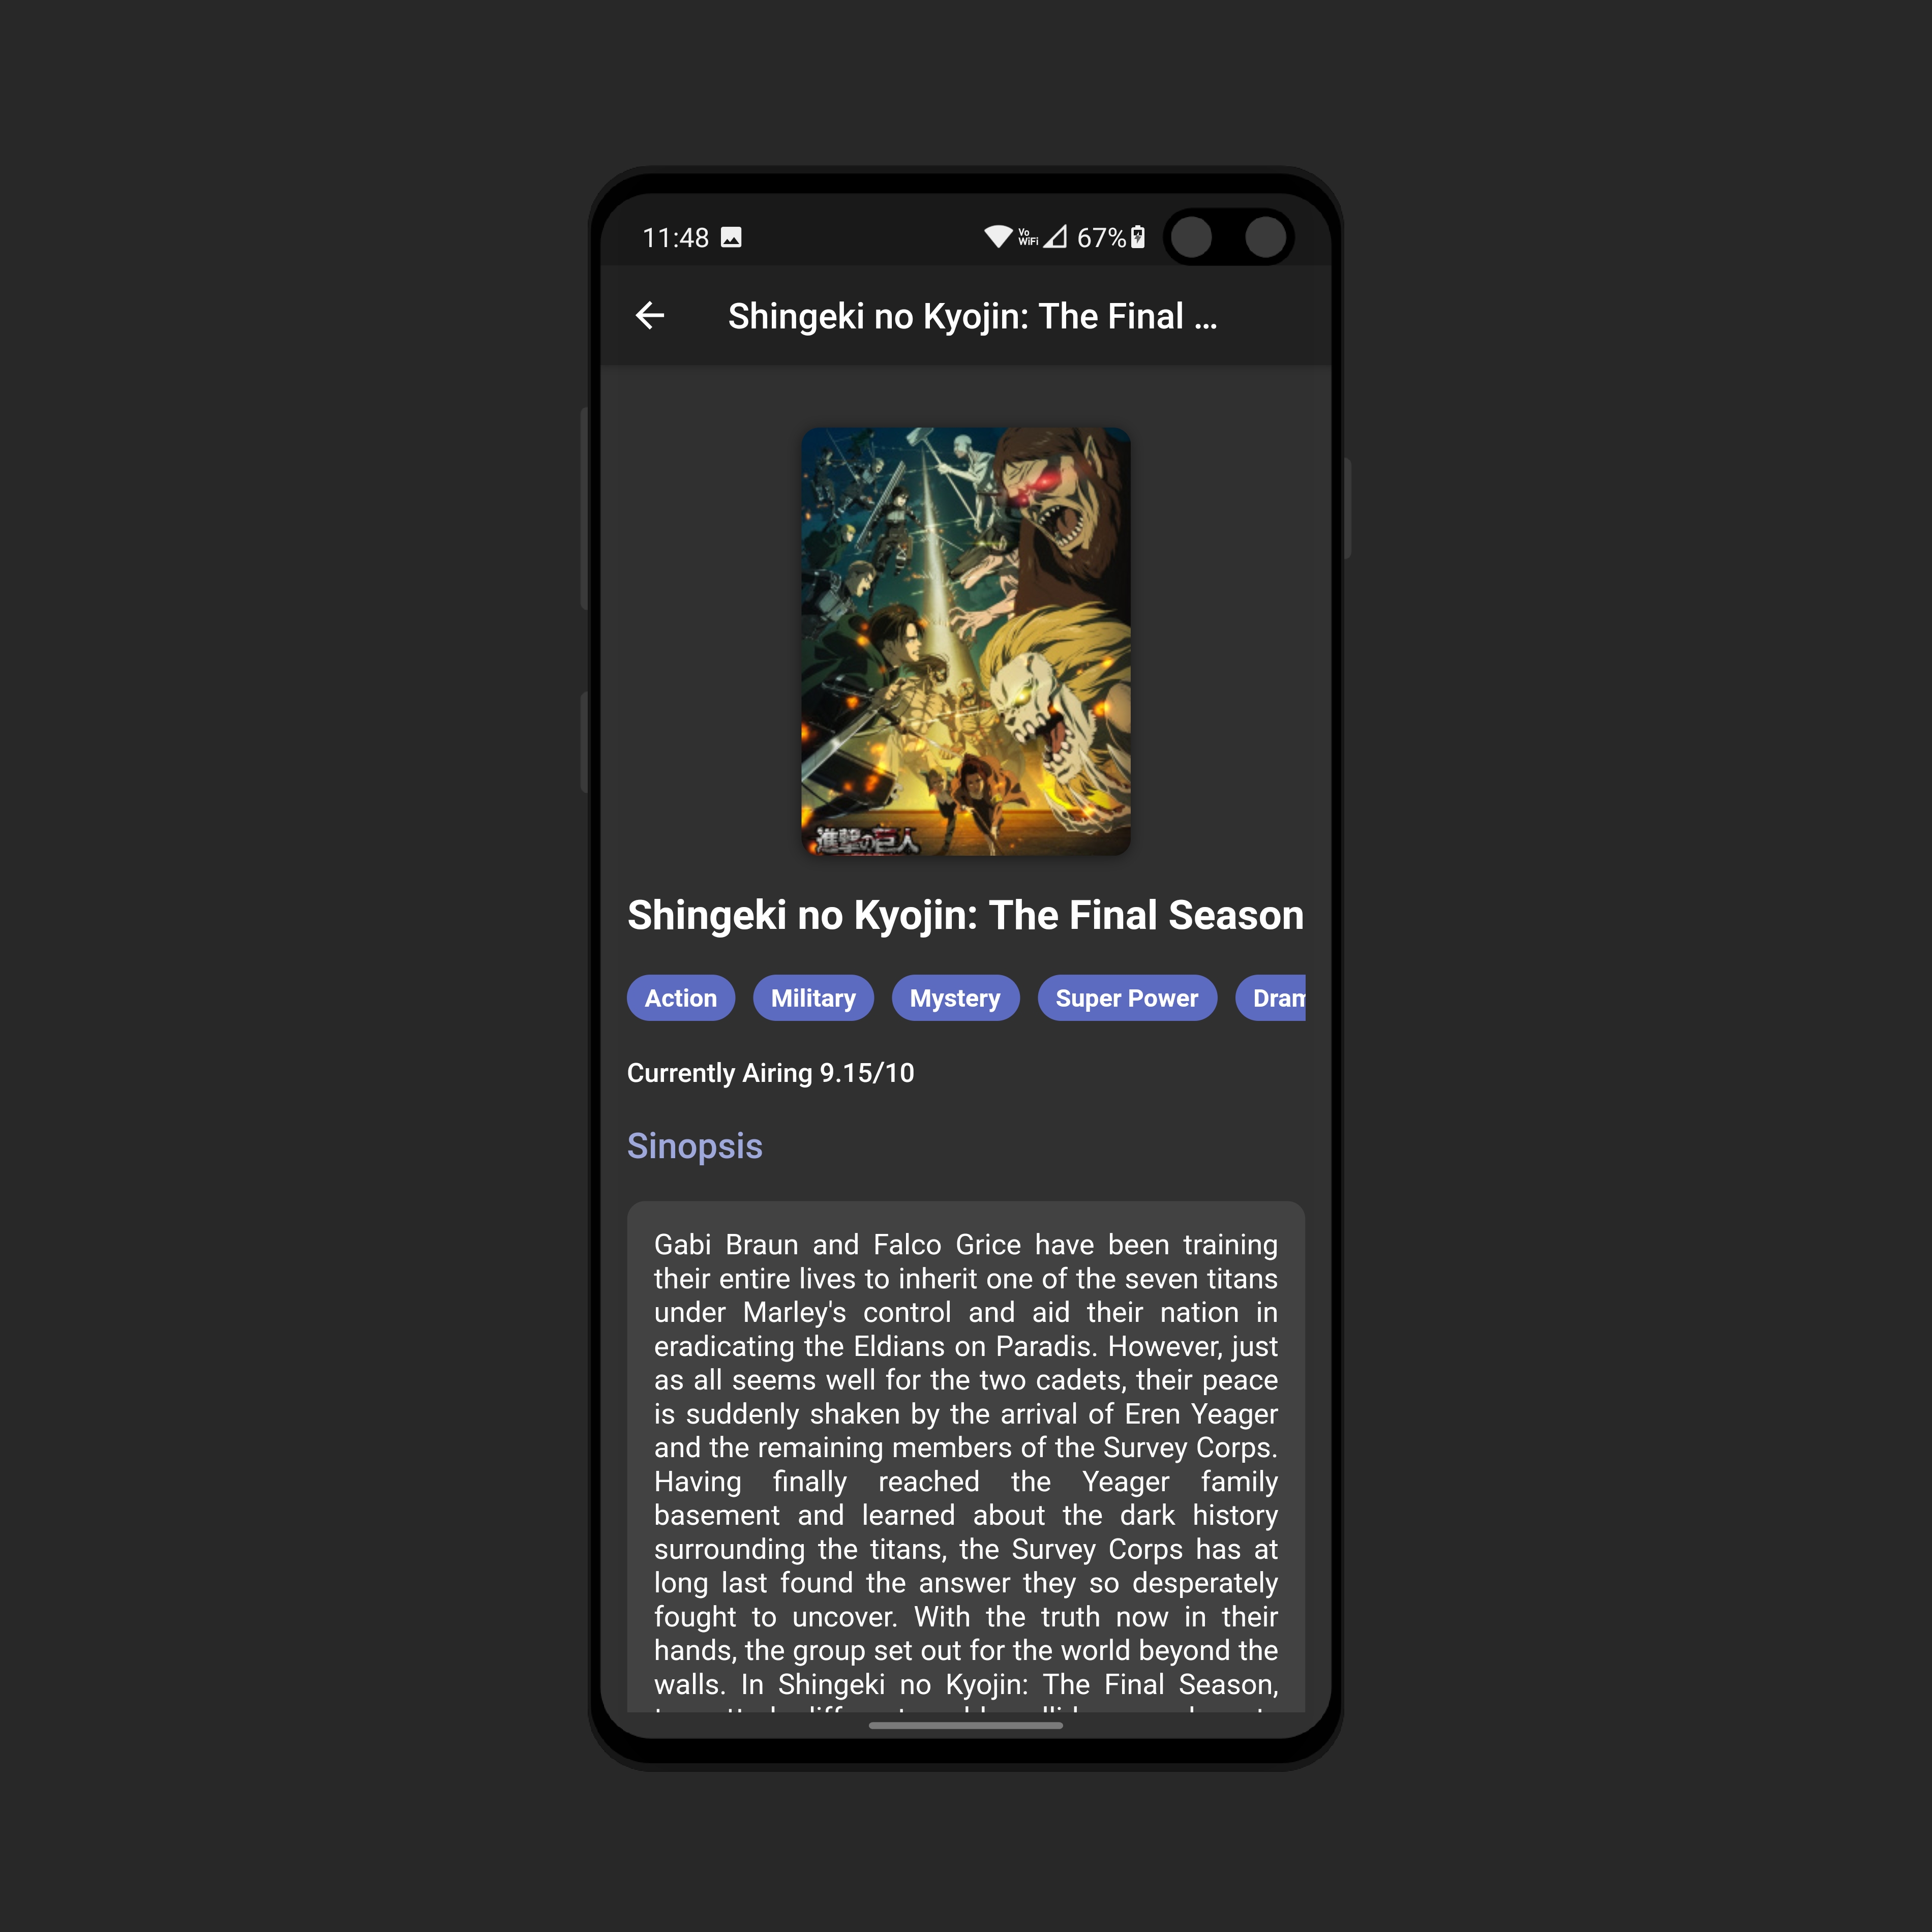 11:48
Vo
WiFi
67%
Shingeki no Kyojin: The Final ...
進撃の巨人
Shingeki no Kyojin: The Final Season
Action Military Mystery Super Power Dram
Currently Airing 9.15/10
Sinopsis
Gabi Braun and Falco Grice have been training
their entire lives to inherit one of the seven titans
under Marley's control and aid their nation in
eradicating the Eldians on Paradis. However, just
as all seems well for the two cadets, their peace
is suddenly shaken by the arrival of Eren Yeager
and the remaining members of the Survey Corps.
Having finally reached the Yeager family
basement and learned about the dark history
surrounding the titans, the Survey Corps has at
long last found the answer they so desperately
fought to uncover. With the truth now in their
hands, the group set out for the world beyond the
walls. In Shingeki no Kyojin: The Final Season,